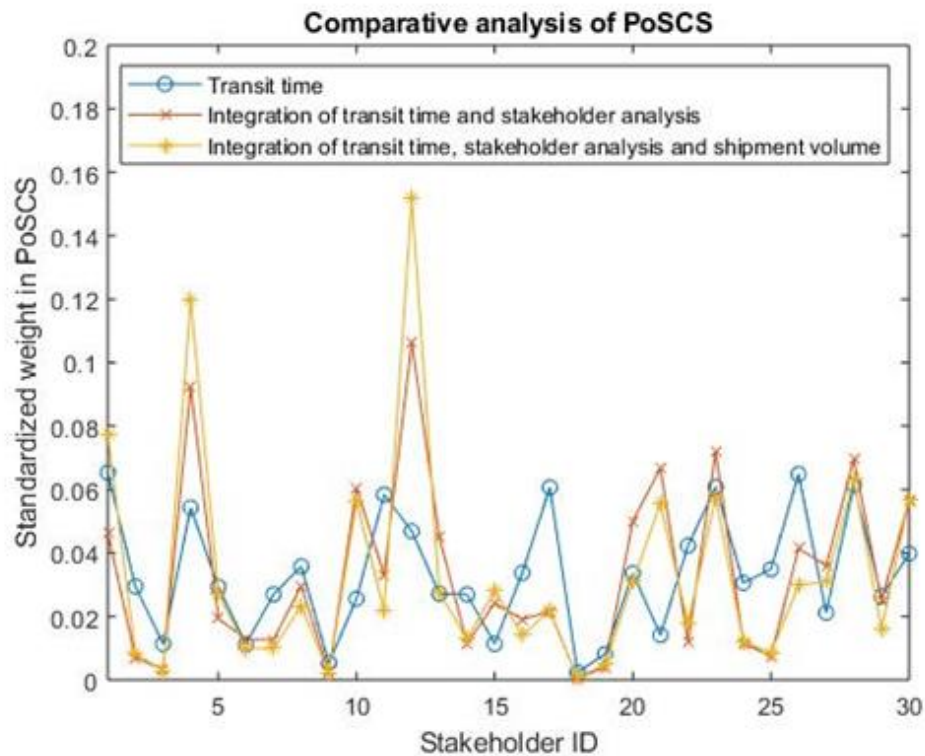 Comparative analysis of PoSCS
0.2
0.18
0.16
0.14
0.12
0.1
0.08
0.06
0.04
0.02
0
Standardized weight in PoSCS
Transit time
Integration of transit time and stakeholder analysis
Integration of transit time, stakeholder analysis and shipment volume
5 10 15 20 25 30
Stakeholder ID